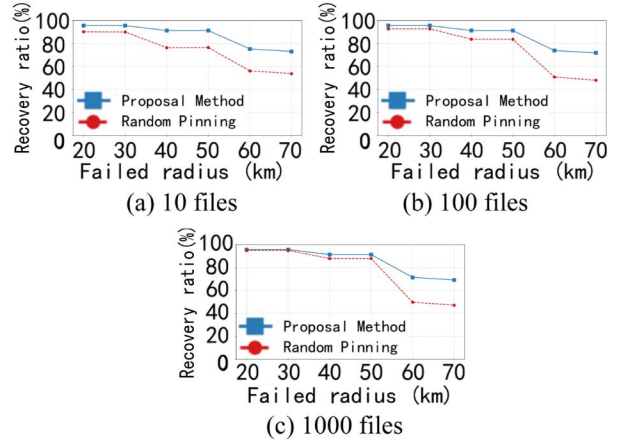 Recovery ratio(%)
100
80
60
40
20
0
Proposal Method
Random Pinning
20 30 40 50 60 70
Failed radius (km)
(a) 10 files
Recovery ratio(%)
100
80
60
40
20
0
Proposal Method
Random Pinning
20 30 40 50 60 70
Failed radius (km)
(b) 100 files
Recovery ratio(%)
100
80
60
40
20
0
Proposal Method
Random Pinning
20 30 40 50 60 70
Failed radius (km)
(c) 1000 files